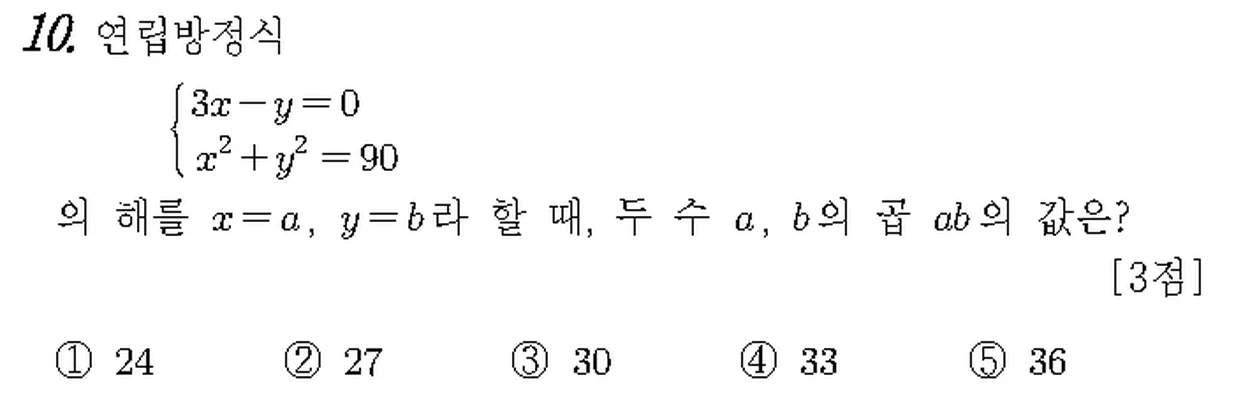 10. 연립방정식
3x-y=0
x²+y²=90
의 해를 x=a, y=b라 할 때, 두 수 a, b의 곱 ab의 값은?
[3점]
① 24 ② 27 ③ 30 ④ 33 ⑤ 36